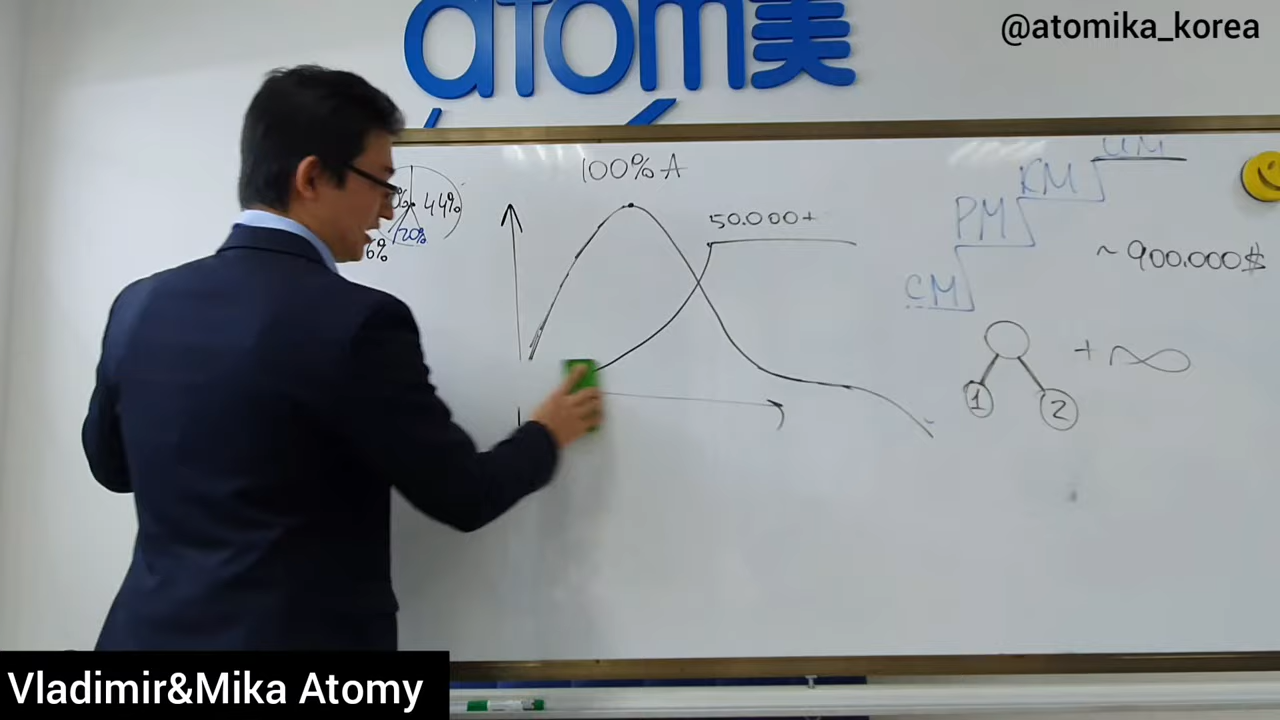 atom美
@atomika_korea
100% A
44%
20%
6%
50.000+
CM
PM
KM
~900.000$
1
2
+ ∞
Vladimir&Mika Atomy